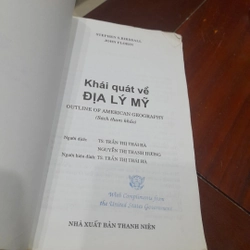 STEPHEN S. BIRDSALL
JOHN FLORIN
Khái quát về
ĐỊA LÝ MỸ
OUTLINE OF AMERICAN GEOGRAPHY
(Sách tham khảo)
Người dịch: TS. TRẦN THỊ THÁI HÀ
NGUYỄN THỊ THANH HƯƠNG
Người hiệu đính: TS. TRẦN THỊ THÁI HÀ
With Compliments from
the United States Government
NHÀ XUẤT BẢN THANH NIÊN